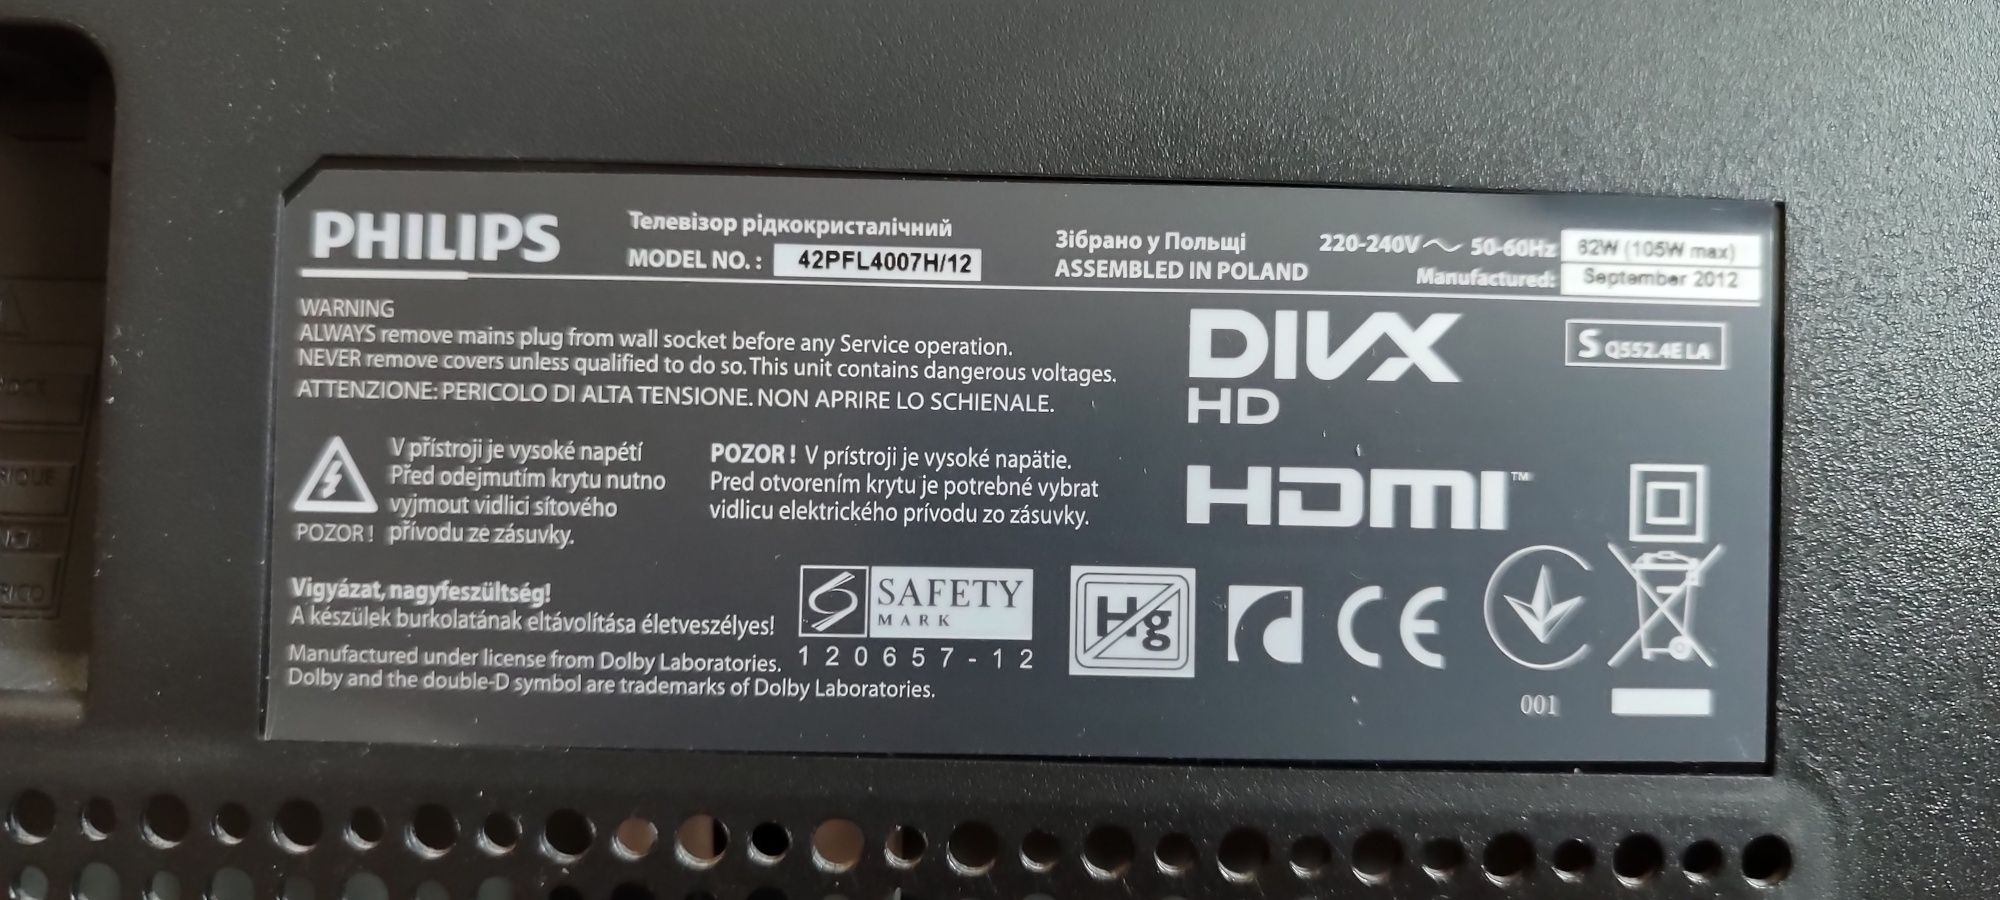 PHILIPS
Телевізор рідкокристалічний
MODEL NO. : 42PFL4007H/12
Зібрано у Польщі
ASSEMBLED IN POLAND
220-240V ~ 50-60Hz 82W (105W max)
Manufactured: September 2012
WARNING
ALWAYS remove mains plug from wall socket before any Service operation.
NEVER remove covers unless qualified to do so. This unit contains dangerous voltages.
ATTENZIONE: PERICOLO DI ALTA TENSIONE. NON APRIRE LO SCHIENALE.
DIVX
HD
S Q552.4E LA
POZOR !
V přístroji je vysoké napétí
Před odejmutím krytu nutno
vyjmout vidlici sítového
přívodu ze zásuvky.
POZOR ! V prístroji je vysoké napätie.
Pred otvorením krytu je potrebné vybrat
vidlicu elektrického prívodu zo zásuvky.
HDMI™
Vigyázat, nagyfeszültség!
A készülek burkolatának eltávolítása életveszélyes!
Manufactured under license from Dolby Laboratories.
Dolby and the double-D symbol are trademarks of Dolby Laboratories.
S SAFETY
MARK
120657-12
Hg
CE
001